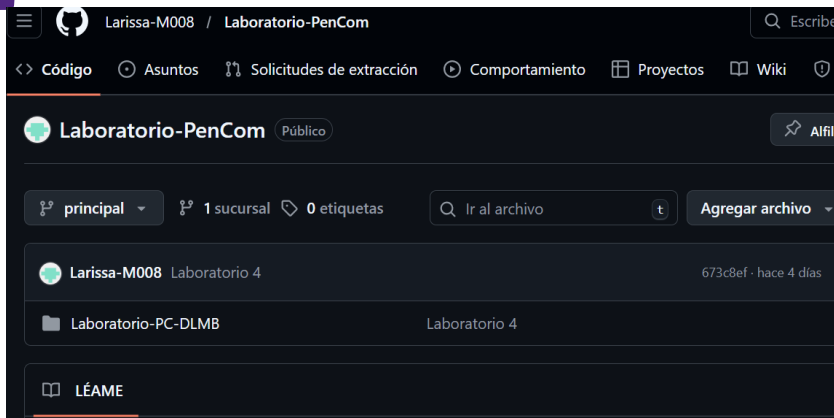 Larissa-M008 / Laboratorio-PenCom Escribe
<> Código Asuntos Solicitudes de extracción Comportamiento Proyectos Wiki
Laboratorio-PenCom Público Alfil
principal 1 sucursal 0 etiquetas Ir al archivo t Agregar archivo
Larissa-M008 Laboratorio 4 673c8ef · hace 4 días
Laboratorio-PC-DLMB Laboratorio 4
LÉAME